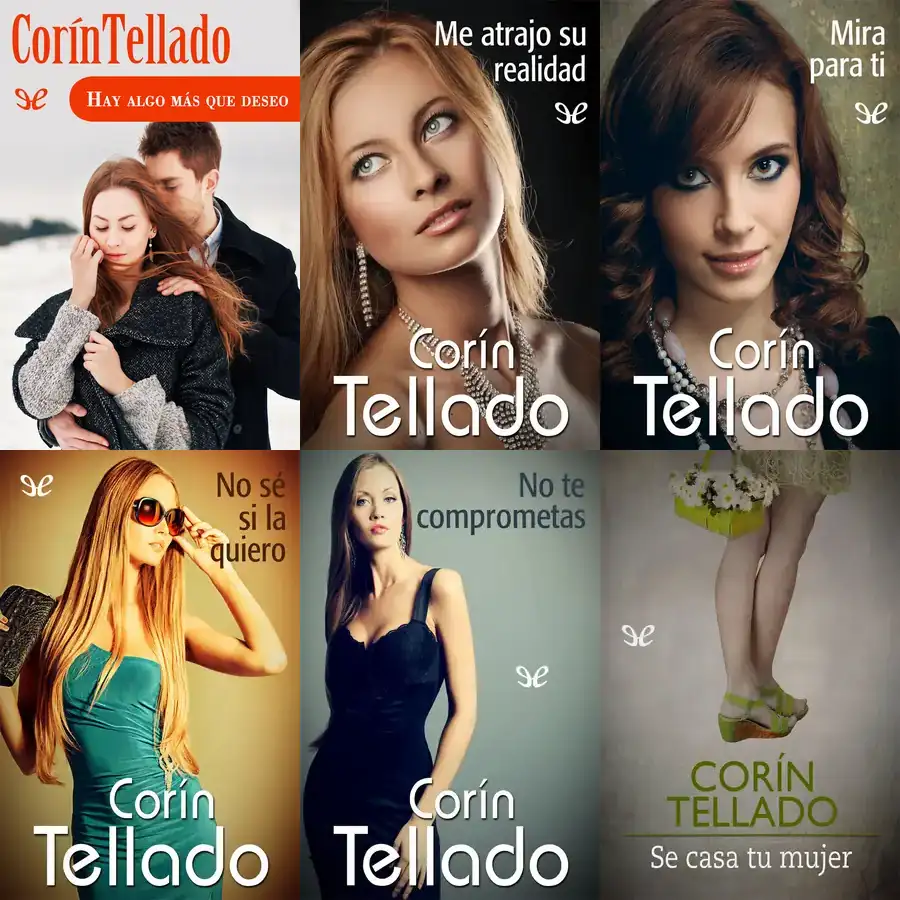 CorínTellado
HAY ALGO MÁS QUE DESEO
Me atrajo su
realidad
Corín
Tellado
Mira
para ti
Corín
Tellado
No sé
si la
quiero
Corín
Tellado
No te
comprometas
Corín
Tellado
CORÍN
TELLADO
Se casa tu mujer